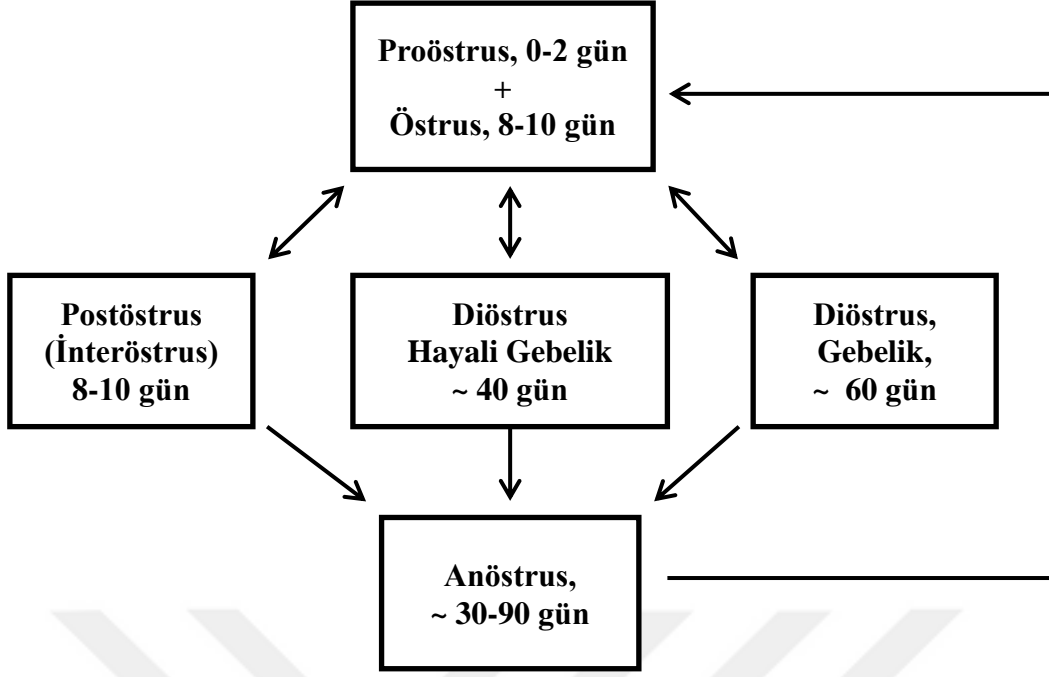 Proöstrus, 0-2 gün
+
Östrus, 8-10 gün
Postöstrus
(İnteröstrus)
8-10 gün
Diöstrus
Hayali Gebelik
~ 40 gün
Diöstrus,
Gebelik,
~ 60 gün
Anöstrus,
~ 30-90 gün